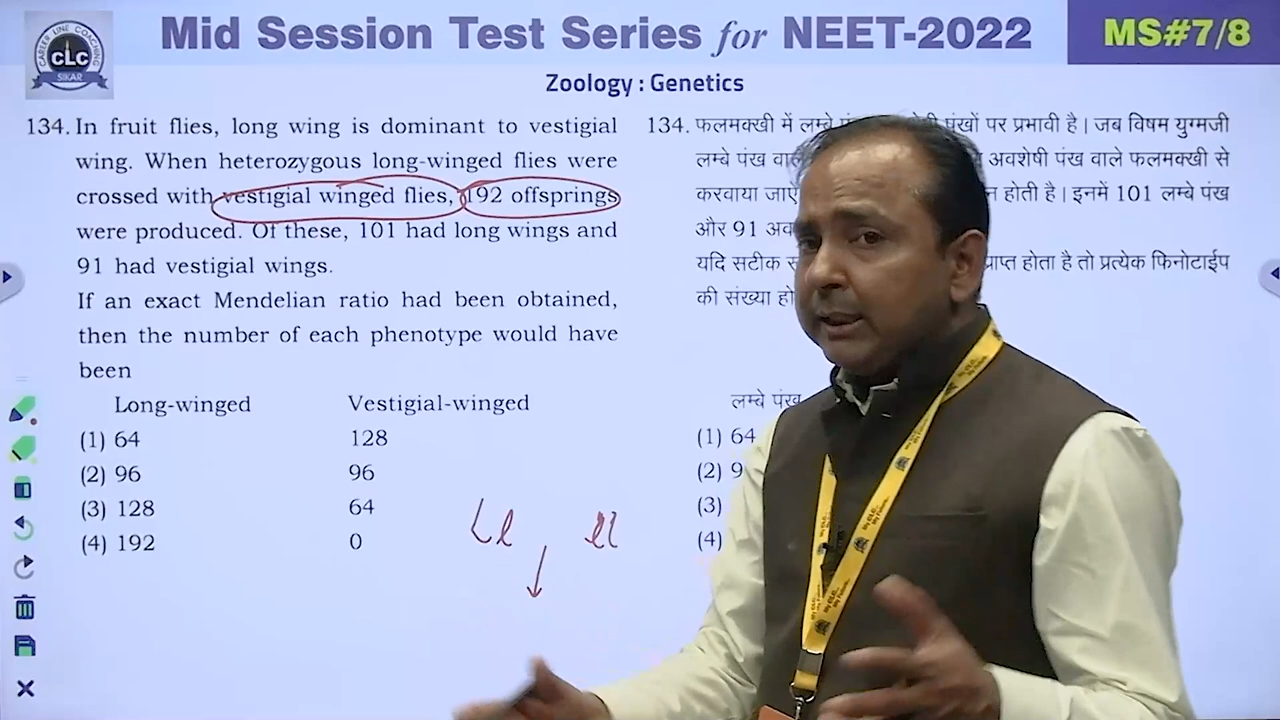 Mid Session Test Series for NEET-2022
MS#7/8
CAREER LINE COACHING
CLC
SIKAR
Zoology : Genetics
134. In fruit flies, long wing is dominant to vestigial
wing. When heterozygous long-winged flies were
crossed with vestigial winged flies, 192 offsprings
were produced. Of these, 101 had long wings and
91 had vestigial wings.
If an exact Mendelian ratio had been obtained,
then the number of each phenotype would have
been
Long-winged Vestigial-winged
(1) 64 128
(2) 96 96
(3) 128 64
(4) 192 0
Ll , ll
134. फलमक्खी में लम्बे पंखों पर प्रभावी है। जब विषम युग्मजी
लम्बे पंख अवशेषी पंख वाले फलमक्खी से
करवाया होती है। इनमें 101 लम्बे पंख
और 91
यदि सटीक प्राप्त होता है तो प्रत्येक फिनोटाईप
की संख्या
लम्बे पंख
(1) 64
(2) 9
(3)
(4)